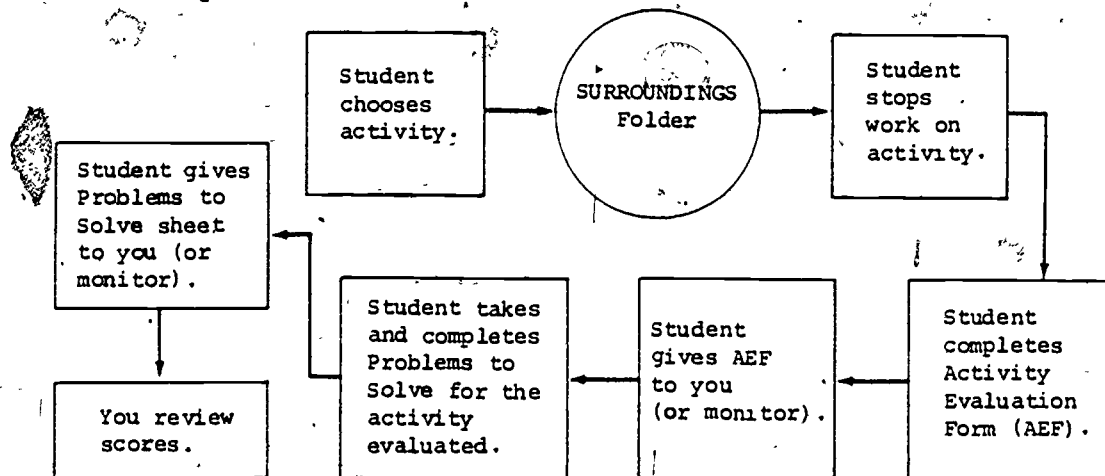 Student
chooses
activity.
SURROUNDINGS
Folder
Student
stops
work on
activity.
Student
completes
Activity
Evaluation
Form (AEF).
Student
gives AEF
to you
(or monitor).
Student takes
and completes
Problems to
Solve for the
activity
evaluated.
Student gives
Problems to
Solve sheet
to you (or
monitor).
You review
scores.